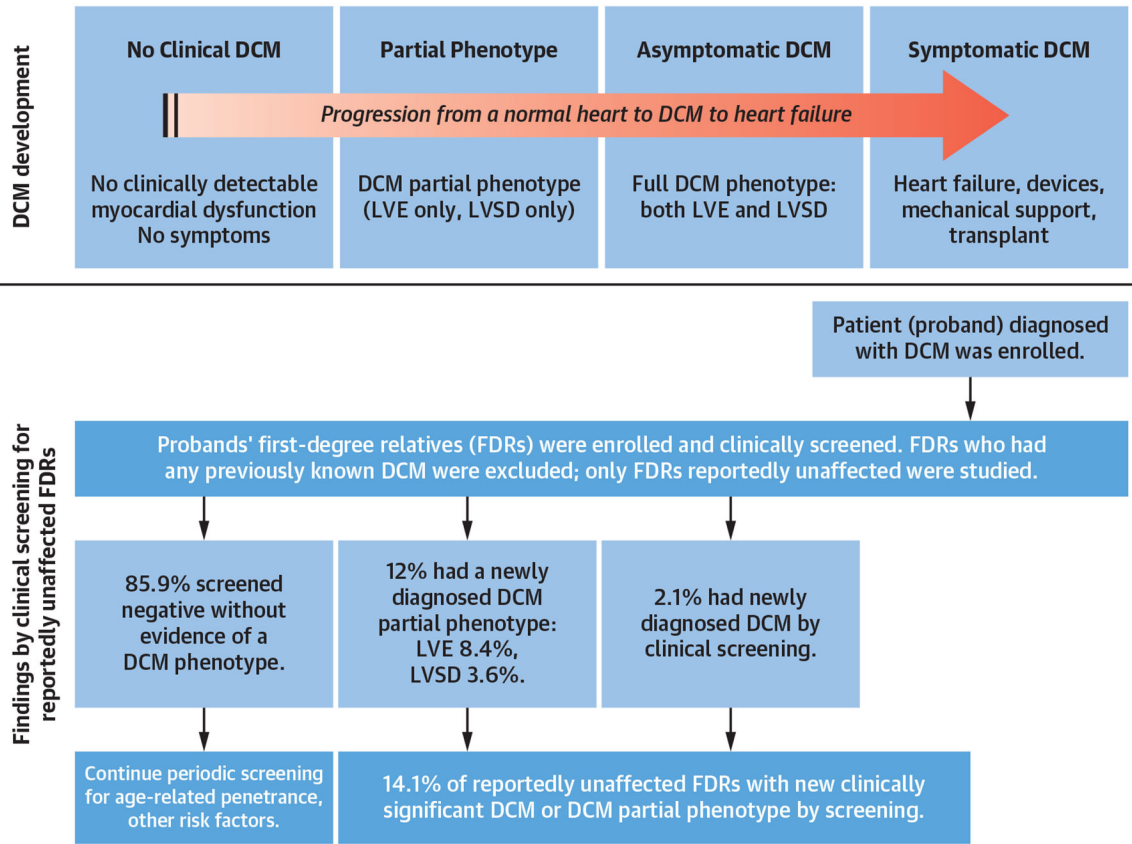 DCM development
No Clinical DCM
Partial Phenotype
Asymptomatic DCM
Symptomatic DCM
Progression from a normal heart to DCM to heart failure
No clinically detectable
myocardial dysfunction
No symptoms
DCM partial phenotype
(LVE only, LVSD only)
Full DCM phenotype:
both LVE and LVSD
Heart failure, devices,
mechanical support,
transplant
Findings by clinical screening for
reportedly unaffected FDRs
Patient (proband) diagnosed
with DCM was enrolled.
Probands' first-degree relatives (FDRs) were enrolled and clinically screened. FDRs who had
any previously known DCM were excluded; only FDRs reportedly unaffected were studied.
85.9% screened
negative without
evidence of a
DCM phenotype.
12% had a newly
diagnosed DCM
partial phenotype:
LVE 8.4%,
LVSD 3.6%.
2.1% had newly
diagnosed DCM by
clinical screening.
Continue periodic screening
for age-related penetrance,
other risk factors.
14.1% of reportedly unaffected FDRs with new clinically
significant DCM or DCM partial phenotype by screening.